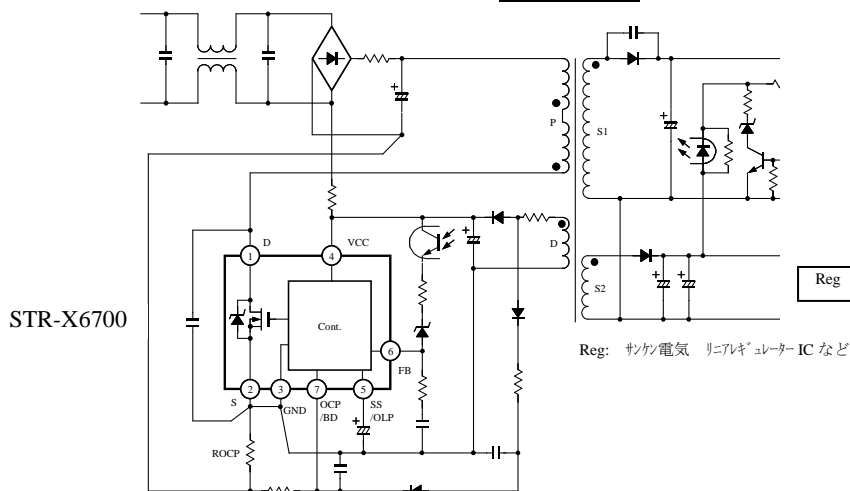 P
S1
D
S2
Reg
Reg: サンケン電気 リニアレギュレーター IC など
STR-X6700
1
D
4
VCC
Cont.
6
FB
2
S
3
GND
7
OCP
/BD
5
SS
/OLP
ROCP
+
+
+
+
+
+